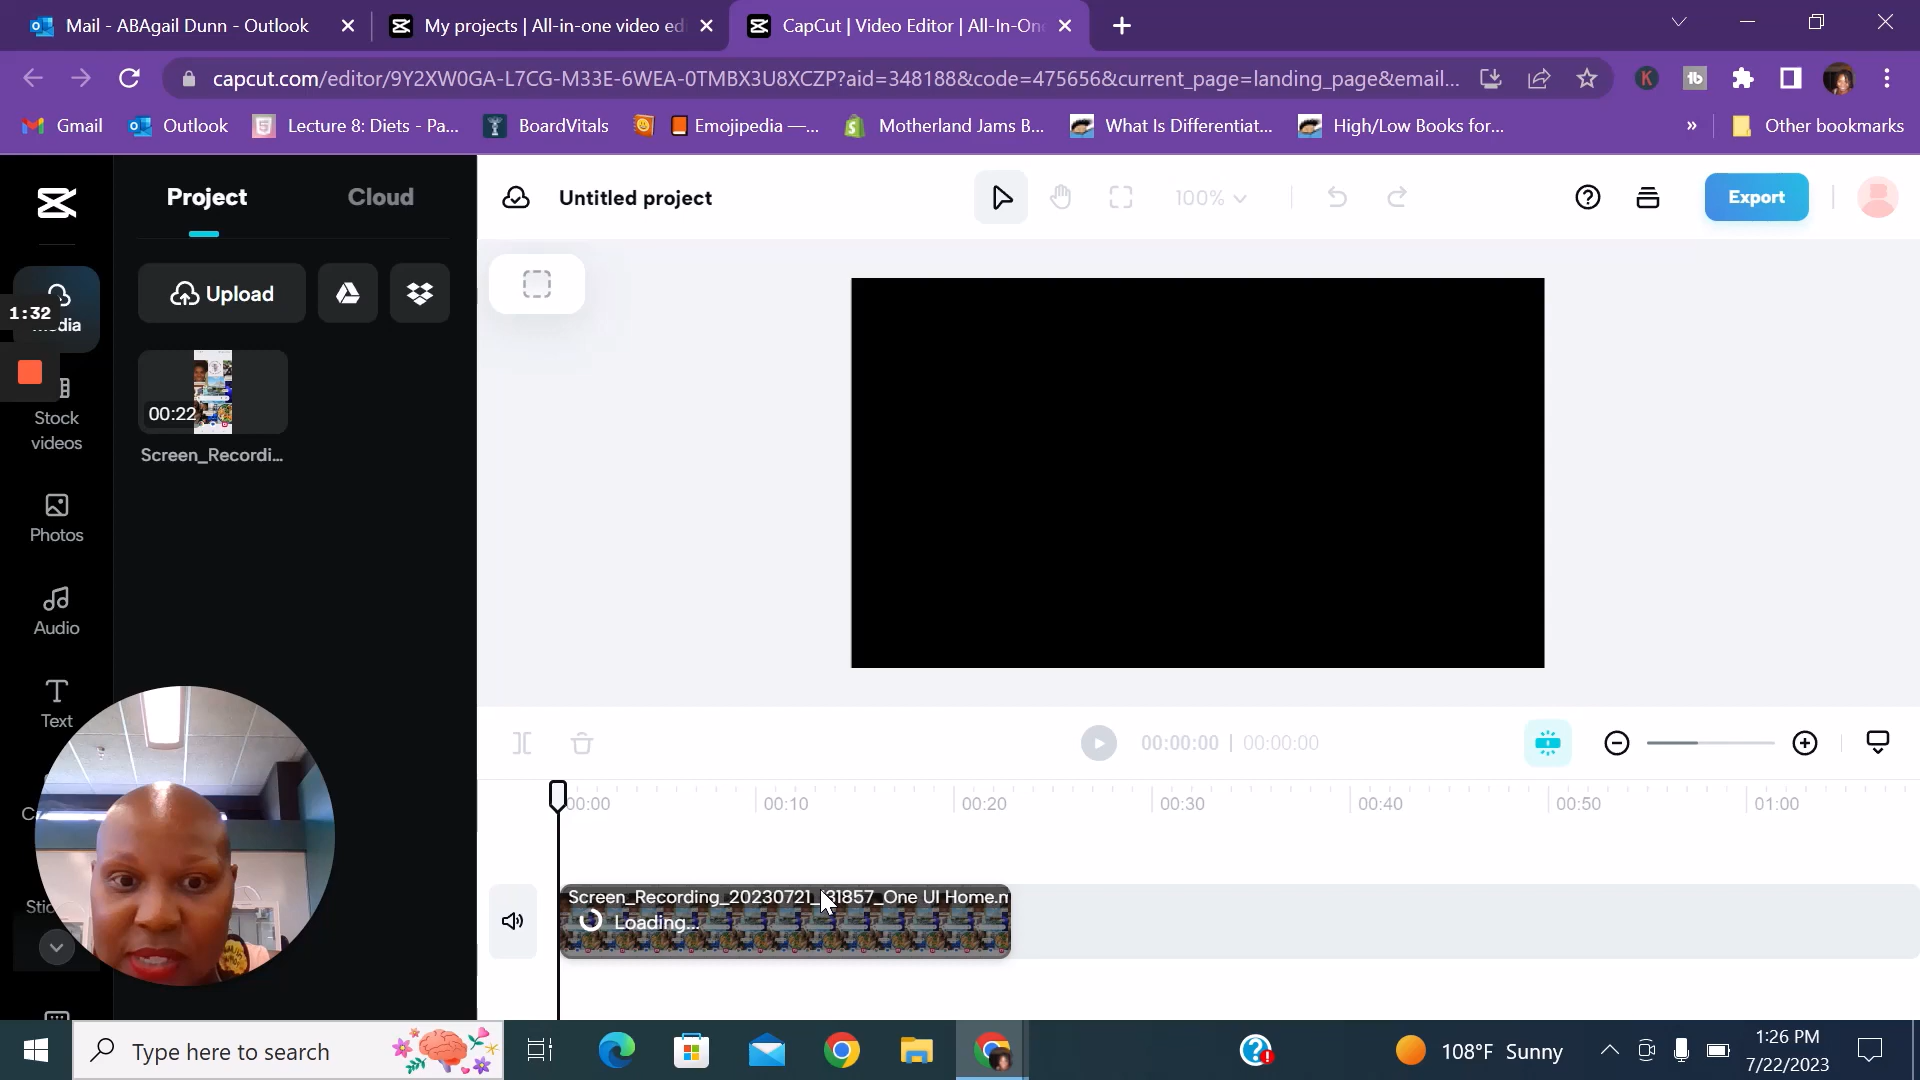 Mail - ABAgail Dunn - Outlook
My projects | All-in-one video ed
CapCut | Video Editor | All-In-One
capcut.com/editor/9Y2XW0GA-L7CG-M33E-6WEA-0TMBX3U8XCZP?aid=348188&code=475656&current_page=landing_page&email...
K
tb
Gmail
Outlook
Lecture 8: Diets - Pa...
BoardVitals
Emojipedia —...
Motherland Jams B...
What Is Differentiat...
High/Low Books for...
»
Other bookmarks
Project
Cloud
Untitled project
100%
Export
Upload
1:32
dia
00:22
Screen_Recordi...
Stock
videos
Photos
Audio
Text
Stic
00:00:00 | 00:00:00
00:00
00:10
00:20
00:30
00:40
00:50
01:00
Screen_Recording_20230721_ 31857_One UI Home.m
Loading...
Type here to search
108°F Sunny
1:26 PM
7/22/2023